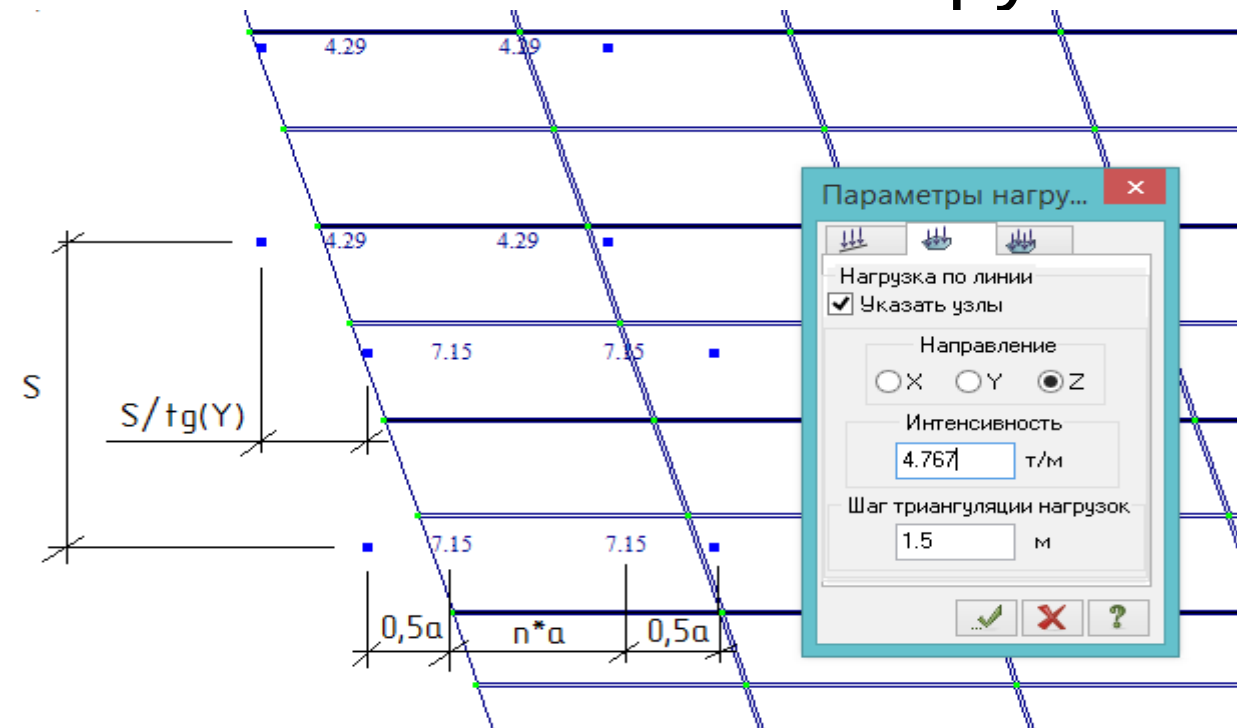 4.29 4.29
4.29 4.29
7.15 7.15
7.15 7.15
S
S/tg(Y)
0,5a n*a 0,5a
Параметры нагру...
Нагрузка по линии
Указать узлы
Направление
X Y Z
Интенсивность
4.767 т/м
Шаг триангуляции нагрузок
1.5 м
?